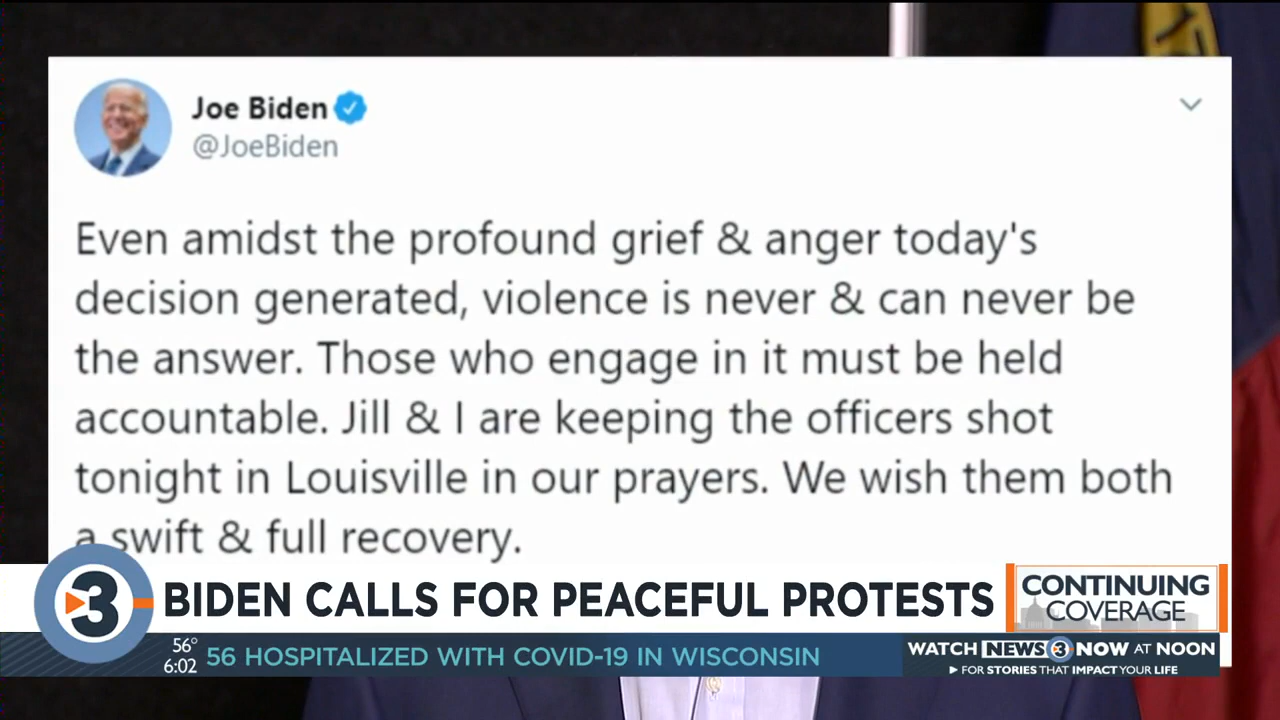 Joe Biden
@JoeBiden
Even amidst the profound grief & anger today's
decision generated, violence is never & can never be
the answer. Those who engage in it must be held
accountable. Jill & I are keeping the officers shot
tonight in Louisville in our prayers. We wish them both
a swift & full recovery.
3
BIDEN CALLS FOR PEACEFUL PROTESTS
CONTINUING
COVERAGE
56°
6:02
56 HOSPITALIZED WITH COVID-19 IN WISCONSIN
WATCH NEWS 3 NOW AT NOON
FOR STORIES THAT IMPACT YOUR LIFE